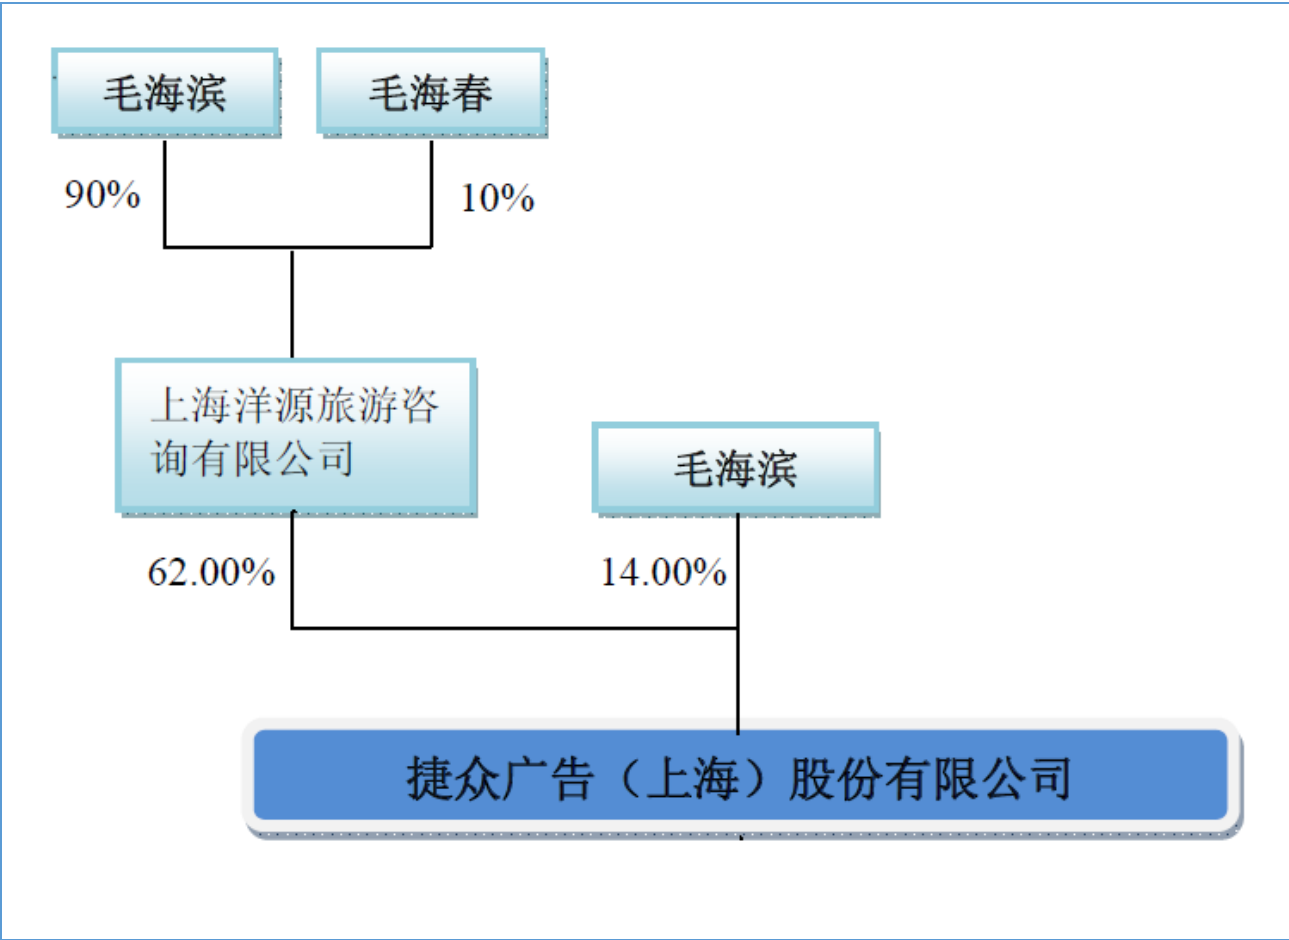 毛海滨
毛海春
90%
10%
上海洋源旅游咨
询有限公司
毛海滨
62.00%
14.00%
捷众广告（上海）股份有限公司